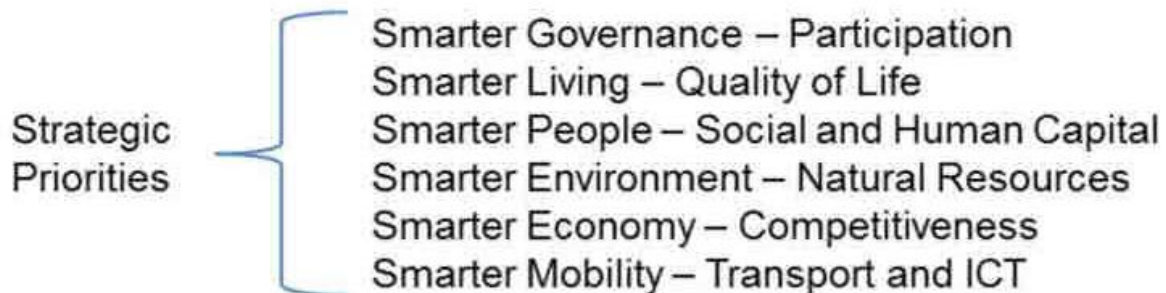 Strategic
Priorities
Smarter Governance – Participation
Smarter Living – Quality of Life
Smarter People – Social and Human Capital
Smarter Environment – Natural Resources
Smarter Economy – Competitiveness
Smarter Mobility – Transport and ICT